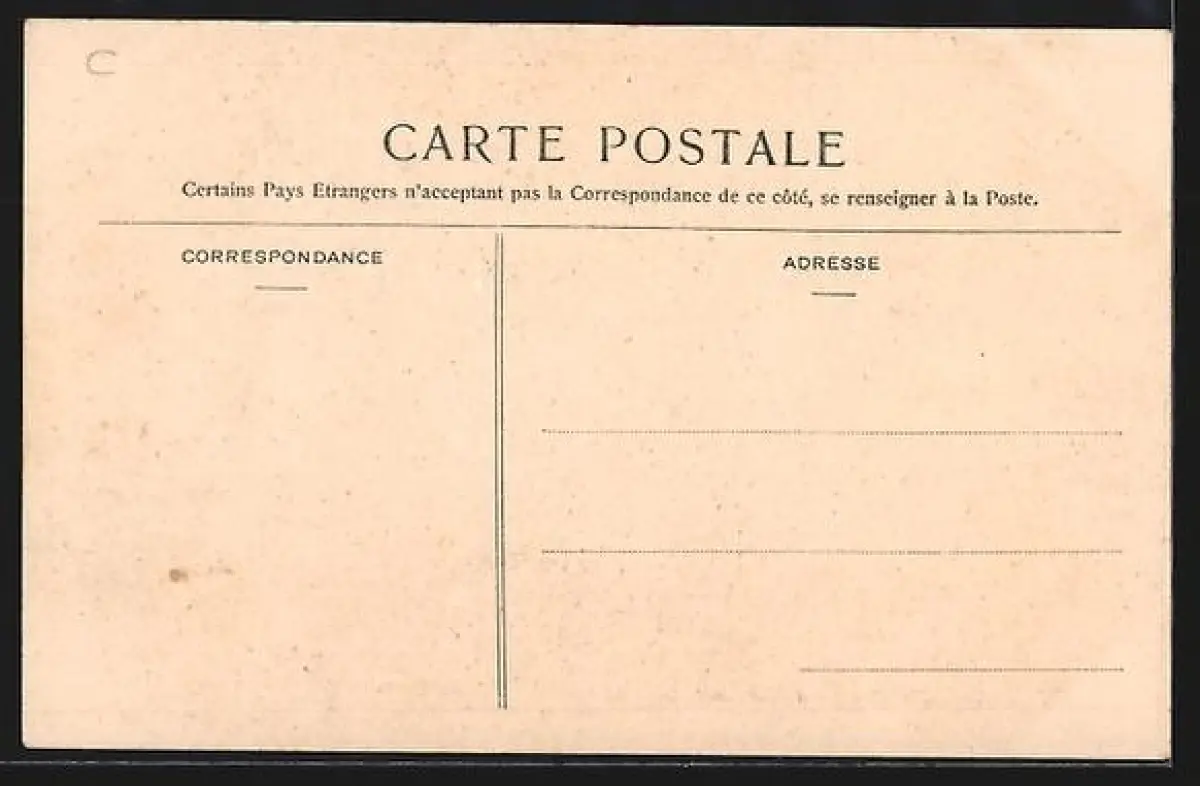 C
CARTE POSTALE
Certains Pays Etrangers n'acceptant pas la Correspondance de ce côté, se renseigner à la Poste.
CORRESPONDANCE
ADRESSE